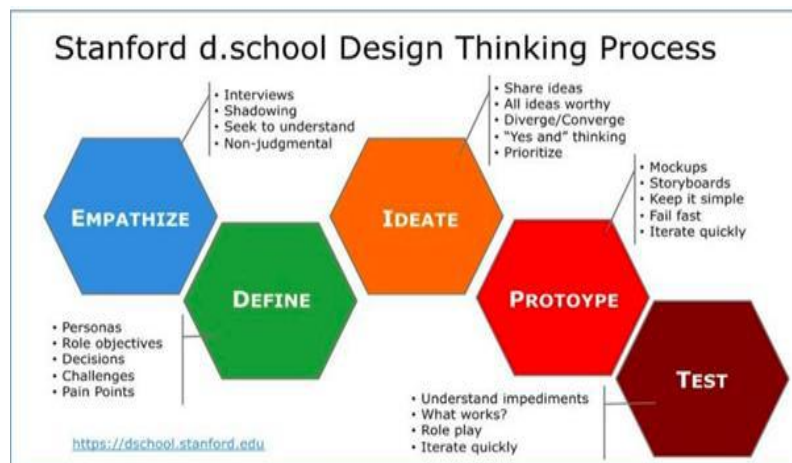 Stanford d.school Design Thinking Process
• Interviews
• Shadowing
• Seek to understand
• Non-judgmental
• Share ideas
• All ideas worthy
• Diverge/Converge
• "Yes and" thinking
• Prioritize
• Mockups
• Storyboards
• Keep it simple
• Fail fast
• Iterate quickly
EMPATHIZE
IDEATE
DEFINE
PROTOYPE
TEST
• Personas
• Role objectives
• Decisions
• Challenges
• Pain Points
• Understand impediments
• What works?
• Role play
• Iterate quickly
https://dschool.stanford.edu